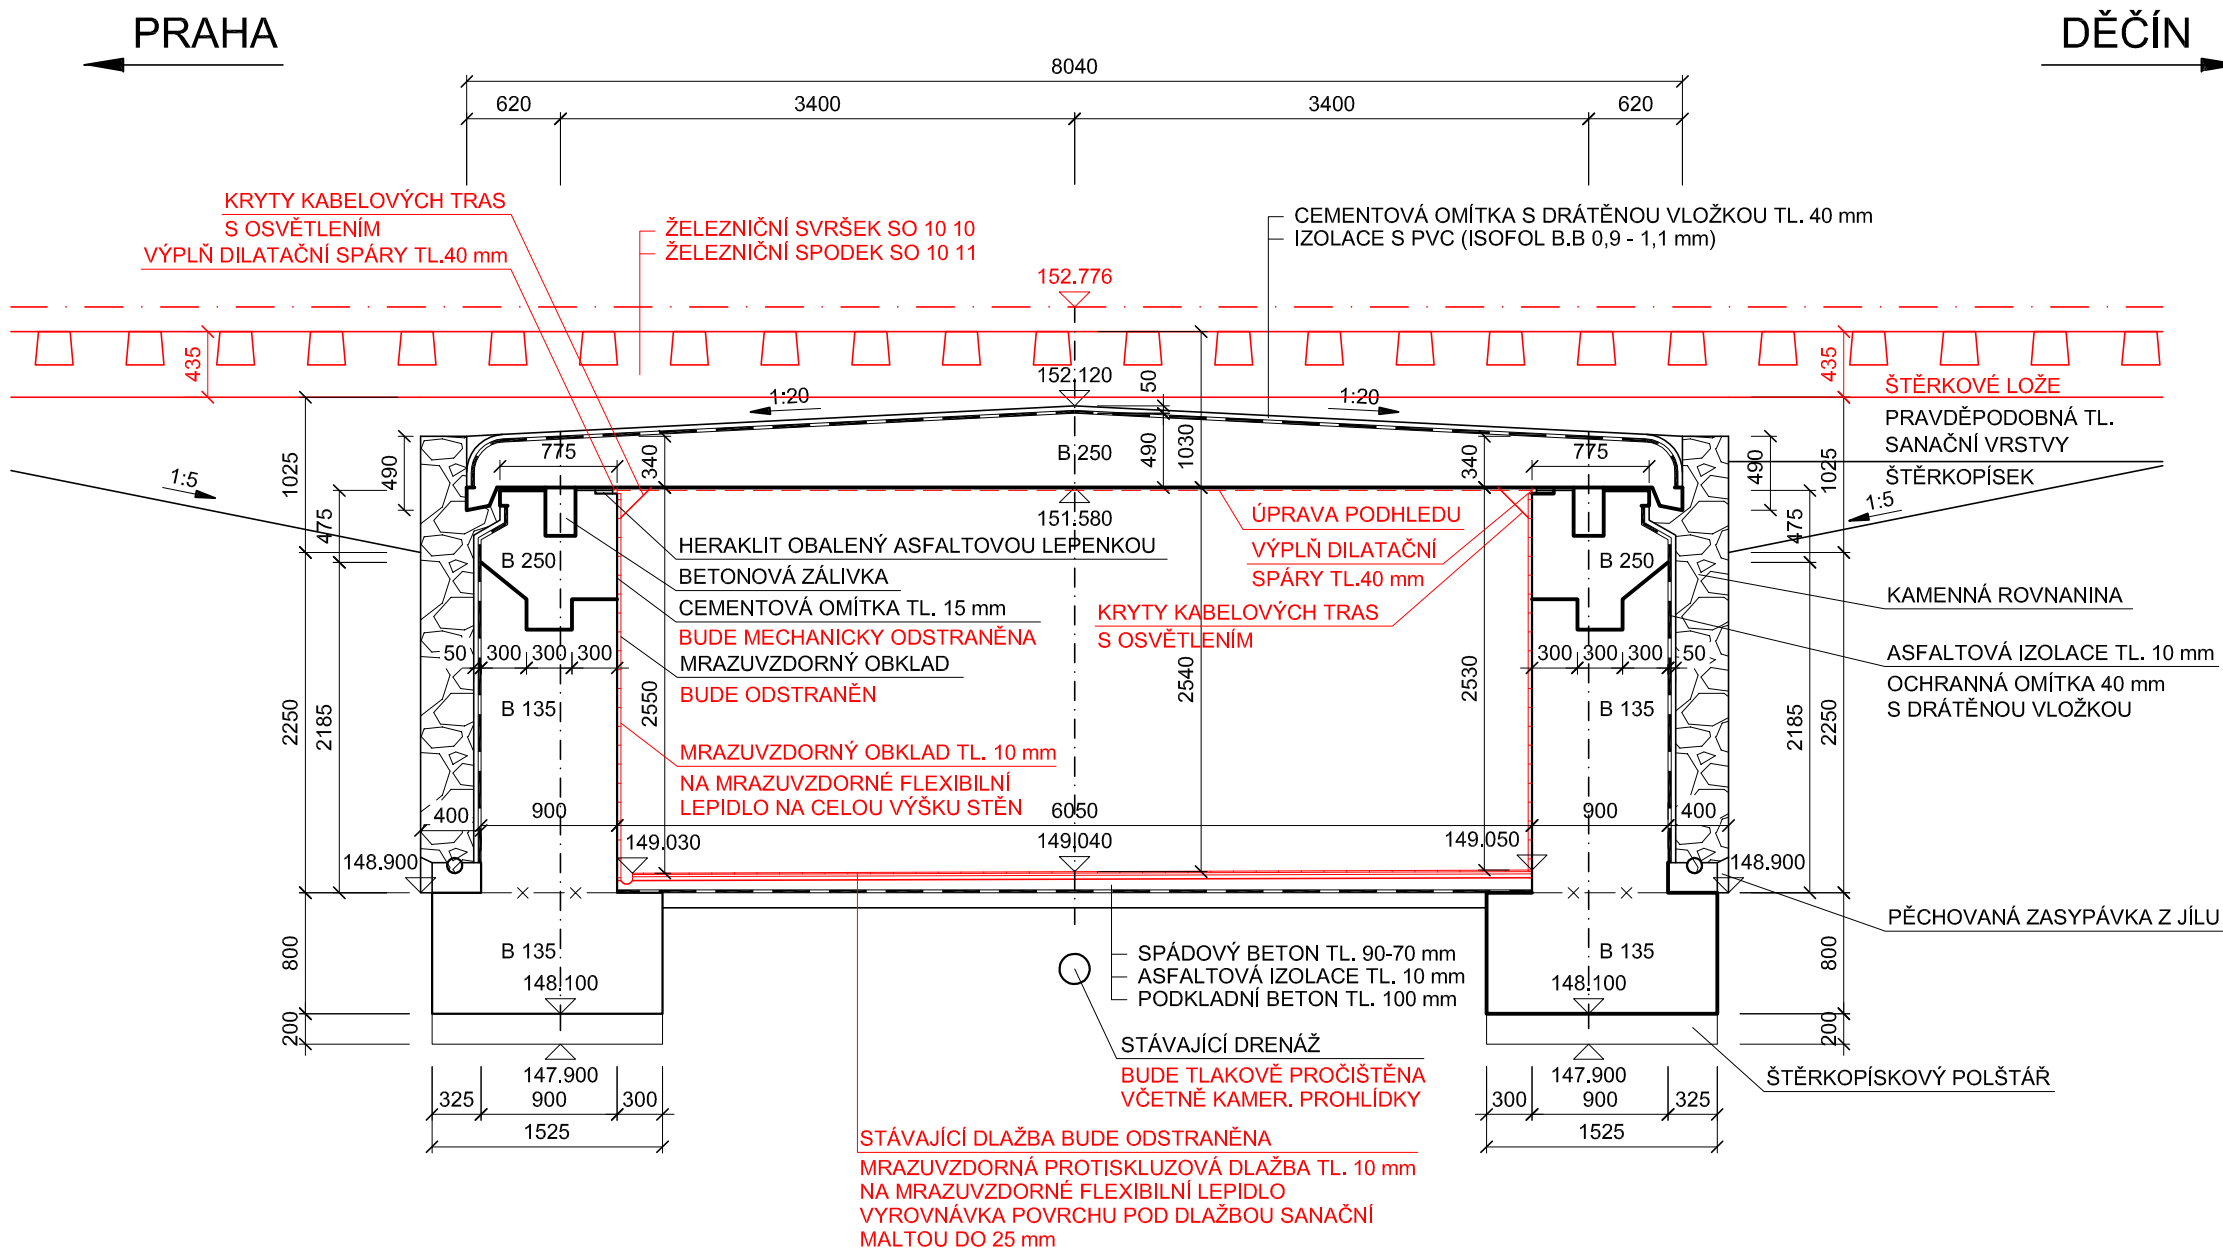 PRAHA
DĚČÍN
8040
620
3400
3400
620
KRYTY KABELOVÝCH TRAS
S OSVĚTLENÍM
VÝPLŇ DILATAČNÍ SPÁRY TL.40 mm
ŽELEZNIČNÍ SVRŠEK SO 10 10
ŽELEZNIČNÍ SPODEK SO 10 11
CEMENTOVÁ OMÍTKA S DRÁTĚNOU VLOŽKOU TL. 40 mm
IZOLACE S PVC (ISOFOL B.B 0,9 - 1,1 mm)
152.776
435
435
152.120
50
1:20
1:20
ŠTĚRKOVÉ LOŽE
PRAVDĚPODOBNÁ TL.
SANAČNÍ VRSTVY
ŠTĚRKOPÍSEK
1025
490
775
340
B 250
490
1030
340
775
490
1025
1:5
1:5
475
475
151.580
ÚPRAVA PODHLEDU
VÝPLŇ DILATAČNÍ
SPÁRY TL.40 mm
KRYTY KABELOVÝCH TRAS
S OSVĚTLENÍM
B 250
B 250
HERAKLIT OBALENÝ ASFALTOVOU LEPENKOU
BETONOVÁ ZÁLIVKA
CEMENTOVÁ OMÍTKA TL. 15 mm
BUDE MECHANICKY ODSTRANĚNA
MRAZUVZDORNÝ OBKLAD
BUDE ODSTRANĚN
KAMENNÁ ROVNANINA
ASFALTOVÁ IZOLACE TL. 10 mm
OCHRANNÁ OMÍTKA 40 mm
S DRÁTĚNOU VLOŽKOU
50
300
300
300
300
300
300
50
2250
2185
B 135
2550
2540
2530
B 135
2185
2250
MRAZUVZDORNÝ OBKLAD TL. 10 mm
NA MRAZUVZDORNÉ FLEXIBILNÍ
LEPIDLO NA CELOU VÝŠKU STĚN
400
900
6050
900
400
149.030
149.040
149.050
148.900
148.900
PĚCHOVANÁ ZASYPÁVKA Z JÍLU
800
B 135
148.100
SPÁDOVÝ BETON TL. 90-70 mm
ASFALTOVÁ IZOLACE TL. 10 mm
PODKLADNÍ BETON TL. 100 mm
B 135
148.100
800
200
200
STÁVAJÍCÍ DRENÁŽ
BUDE TLAKOVĚ PROČIŠTĚNA
VČETNĚ KAMER. PROHLÍDKY
ŠTĚRKOPÍSKOVÝ POLŠTÁŘ
147.900
147.900
325
900
300
300
900
325
1525
1525
STÁVAJÍCÍ DLAŽBA BUDE ODSTRANĚNA
MRAZUVZDORNÁ PROTISKLUZOVÁ DLAŽBA TL. 10 mm
NA MRAZUVZDORNÉ FLEXIBILNÍ LEPIDLO
VYROVNÁVKA POVRCHU POD DLAŽBOU SANAČNÍ
MALTOU DO 25 mm